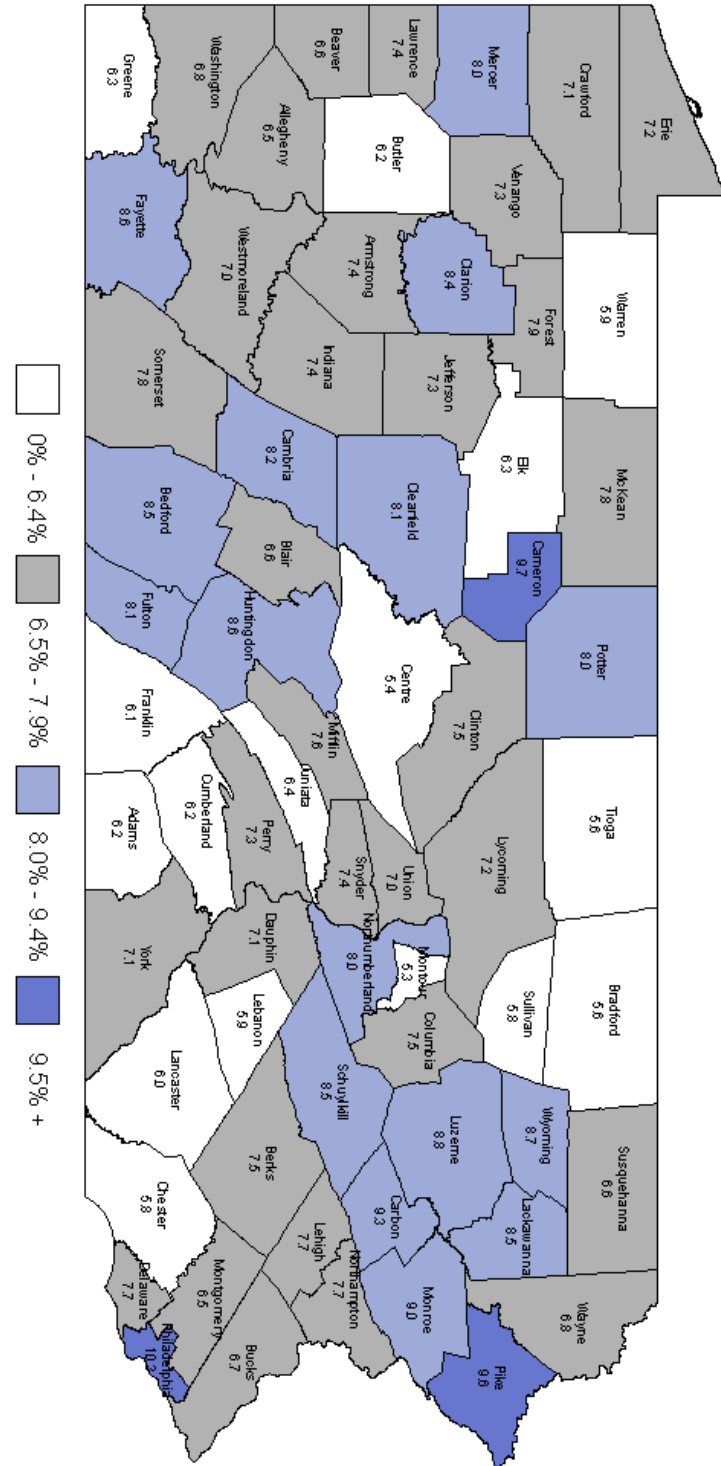 Erie
7.2
Crawford
7.1
Mercer
8.0
Lawrence
7.4
Beaver
6.6
Washington
6.8
Greene
6.3
Allegheny
6.5
Butler
6.2
Venango
7.3
Warren
5.9
Forest
7.9
Clarion
8.4
Armstrong
7.4
Westmoreland
7.0
Fayette
8.6
Somerset
7.8
Indiana
7.4
Jefferson
7.3
Elk
6.3
McKean
7.8
Cameron
9.7
Clearfield
8.1
Cambria
8.2
Blair
6.6
Bedford
8.5
Fulton
8.1
Huntingdon
8.6
Centre
5.4
Clinton
7.5
Potter
8.0
Tioga
5.6
Lycoming
7.2
Union
7.0
Snyder
7.4
Mifflin
7.6
Juniata
6.4
Perry
7.3
Franklin
6.1
Cumberland
6.2
Adams
6.2
York
7.1
Dauphin
7.1
Northumberland
8.0
Montour
5.3
Columbia
7.5
Sullivan
5.8
Bradford
5.6
Susquehanna
6.6
Wyoming
8.7
Lackawanna
8.5
Luzerne
8.8
Schuylkill
8.5
Lebanon
5.9
Lancaster
6.0
Berks
7.5
Carbon
9.3
Wayne
6.8
Pike
9.6
Monroe
9.0
Northampton
7.7
Lehigh
7.7
Bucks
6.7
Montgomery
6.5
Chester
5.8
Delaware
7.7
Philadelphia
10.2
0% - 6.4%
6.5% - 7.9%
8.0% - 9.4%
9.5% +